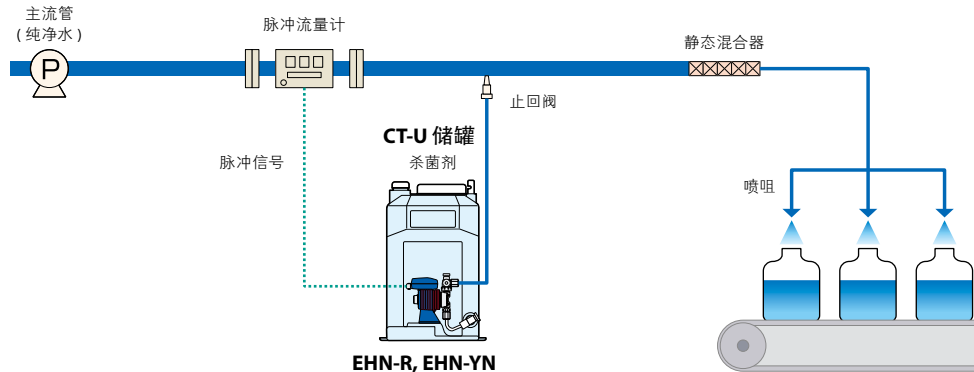 主流管
( 纯净水 )
脉冲流量计
P
静态混合器
止回阀
CT-U 储罐
杀菌剂
脉冲信号
喷咀
EHN-R, EHN-YN